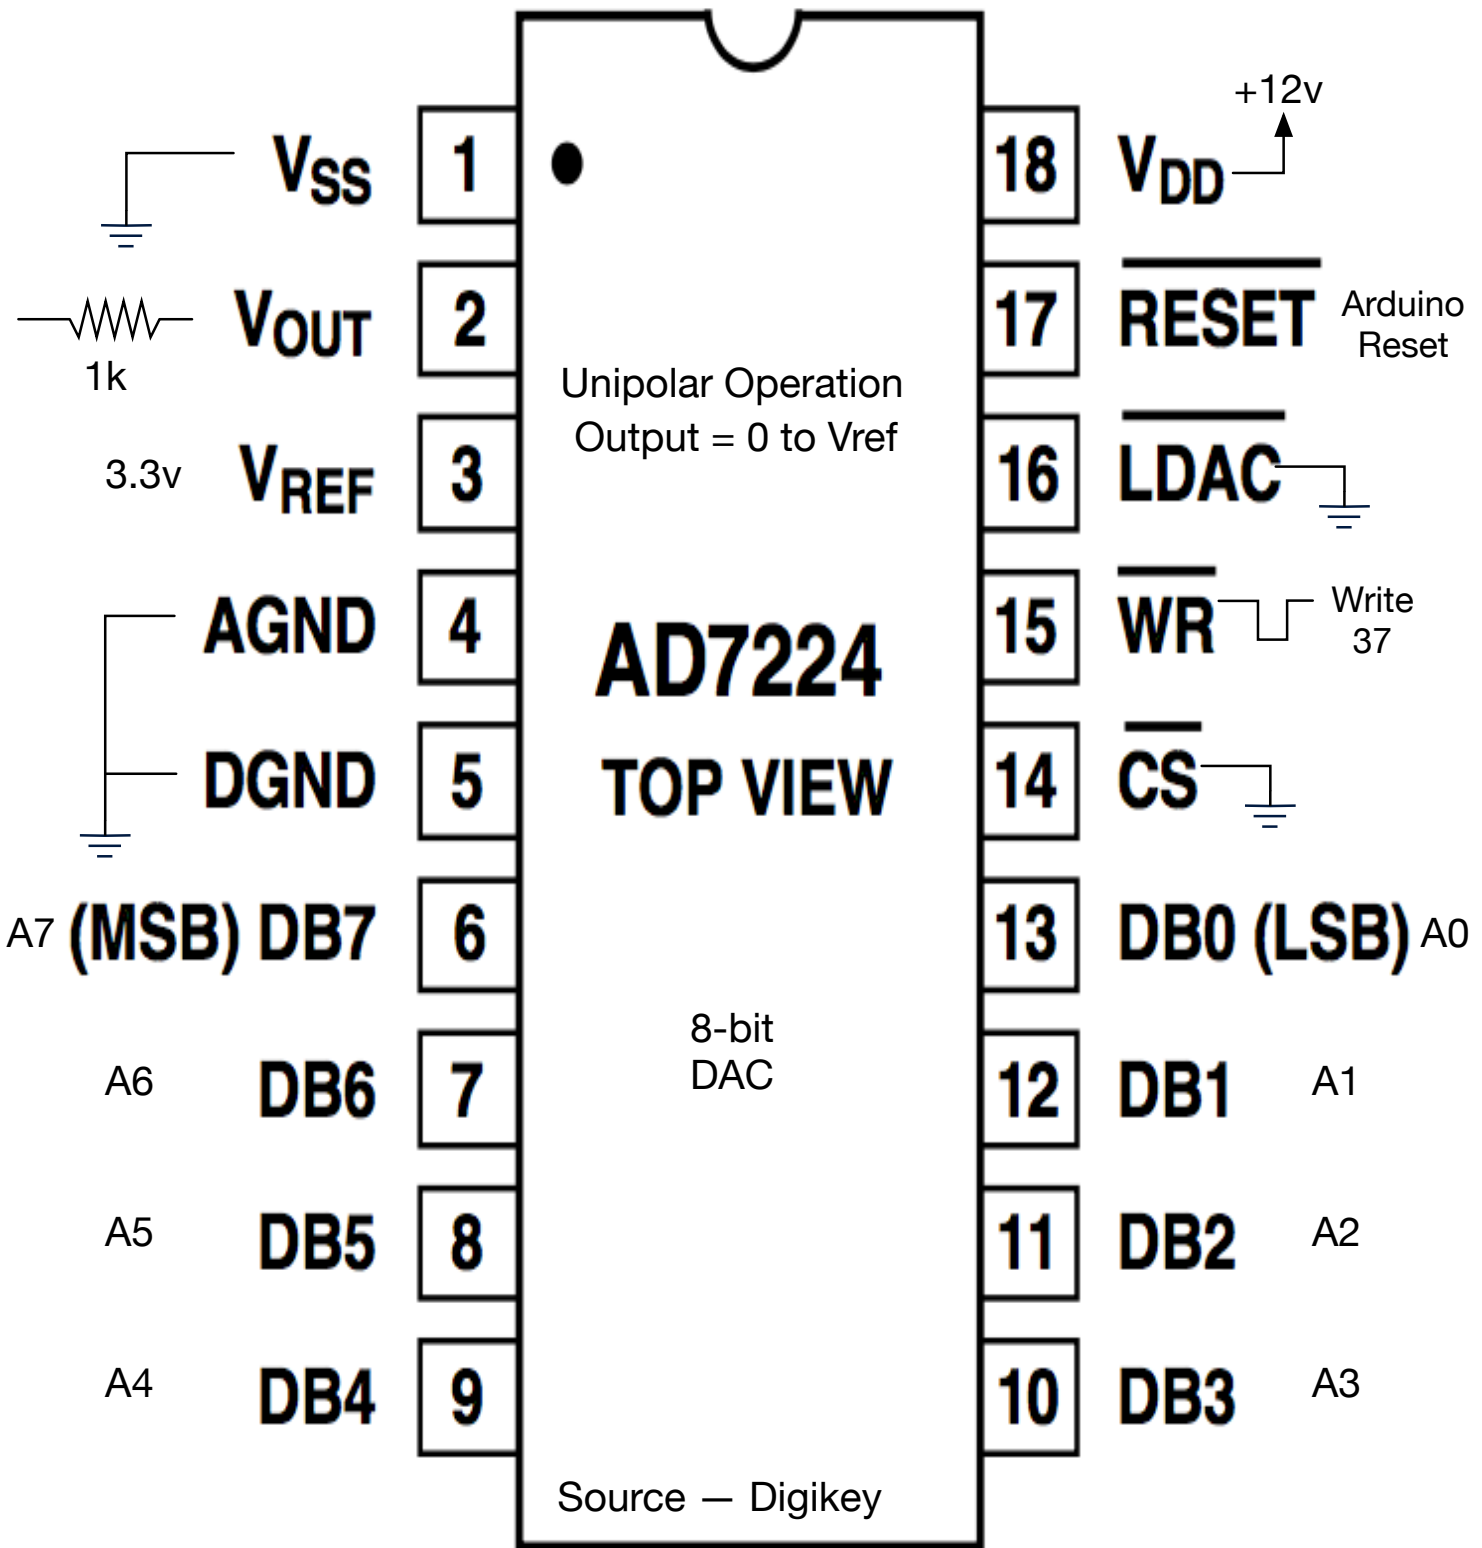 +12v
VSS 1 18 VDD
1k VOUT 2 17 RESET Arduino
Reset
Unipolar Operation
Output = 0 to Vref
3.3v VREF 3 16 LDAC
AGND 4 15 WR Write
37
AD7224
TOP VIEW
DGND 5 14 CS
A7 (MSB) DB7 6 13 DB0 (LSB) A0
8-bit
DAC
A6 DB6 7 12 DB1 A1
A5 DB5 8 11 DB2 A2
A4 DB4 9 10 DB3 A3
Source — Digikey